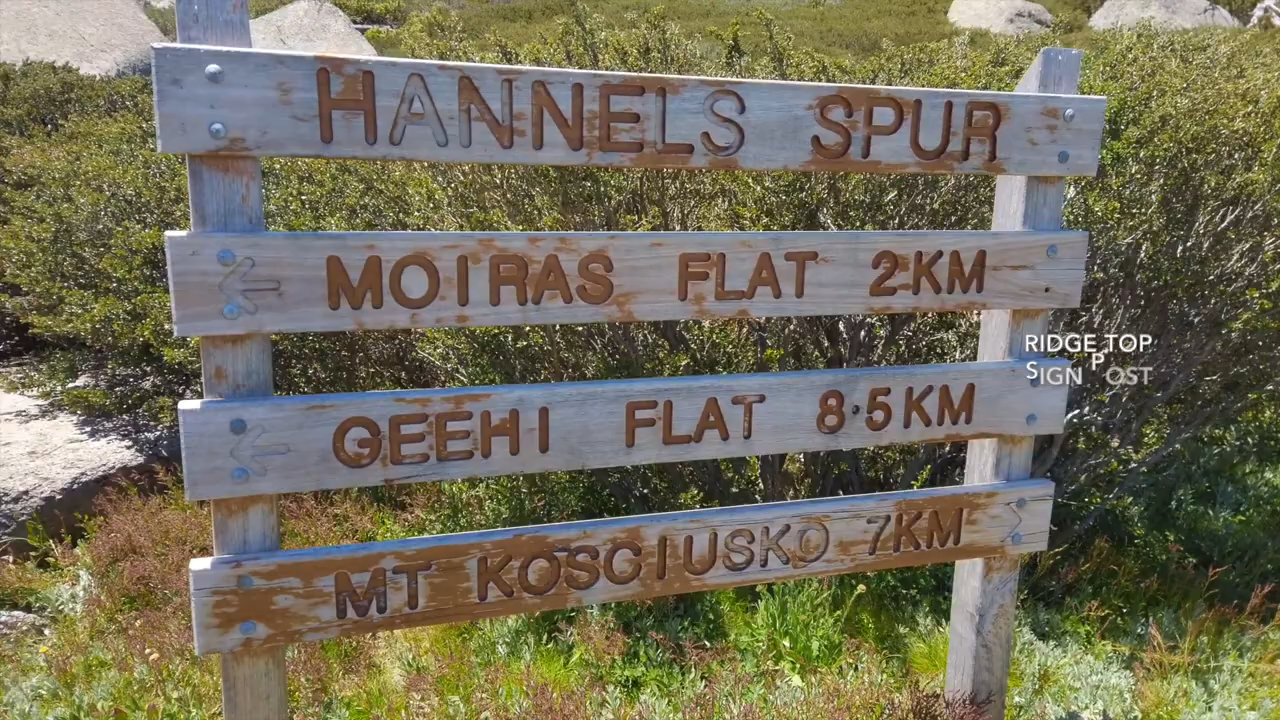 HANNELS SPUR
MOIRAS FLAT 2KM
GEEHI FLAT 8.5KM
MT KOSCIUSKO 7KM
RIDGE TOP
SIGN POST